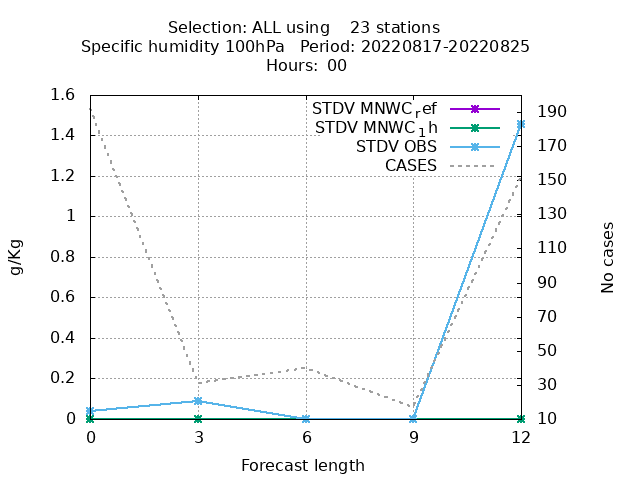 Selection: ALL using    23 stations
Specific humidity 100hPa   Period: 20220817-20220825
Hours: 00
STDV MNWCref
STDV MNWC1h
STDV OBS
CASES
1.6
1.4
1.2
1
0.8
0.6
0.4
0.2
0
g/Kg
190
170
150
130
110
90
70
50
30
10
No cases
0 3 6 9 12
Forecast length